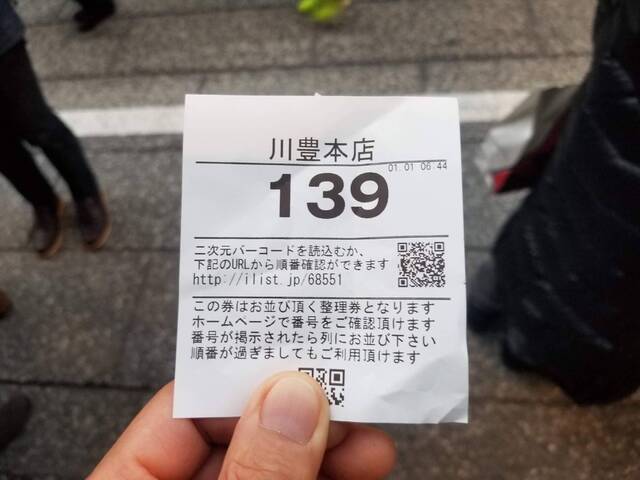 川豊本店
01.01 06:44
139
二次元バーコードを読込むか、
下記のURLから順番確認ができます
http://ilist.jp/68551
この券はお並び頂く整理券となります
ホームページで番号をご確認頂けます
番号が掲示されたら列にお並び下さい
順番が過ぎましてもご利用頂けます